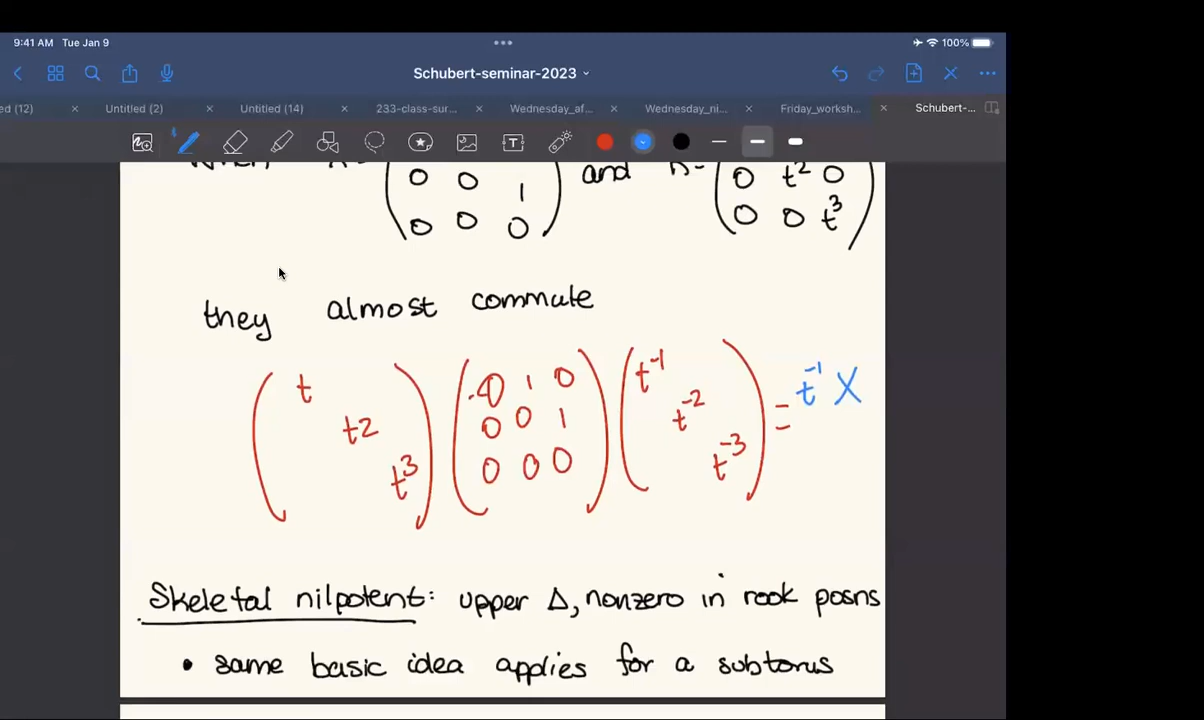 9:41 AM Tue Jan 9
100%
Schubert-seminar-2023
ed (12) Untitled (2) Untitled (14) 233-class-sur... Wednesday_af... Wednesday_ni... Friday_worksh... Schubert-...
0 0 1 and 0 t² 0
0 0 0 0 0 t³
they almost commute
t 0 1 0 t⁻¹ = t⁻¹ X
t2 0 0 1 t⁻²
t³ 0 0 0 t⁻³
Skeletal nilpotent: upper Δ, nonzero in rook posns
• same basic idea applies for a subtorus